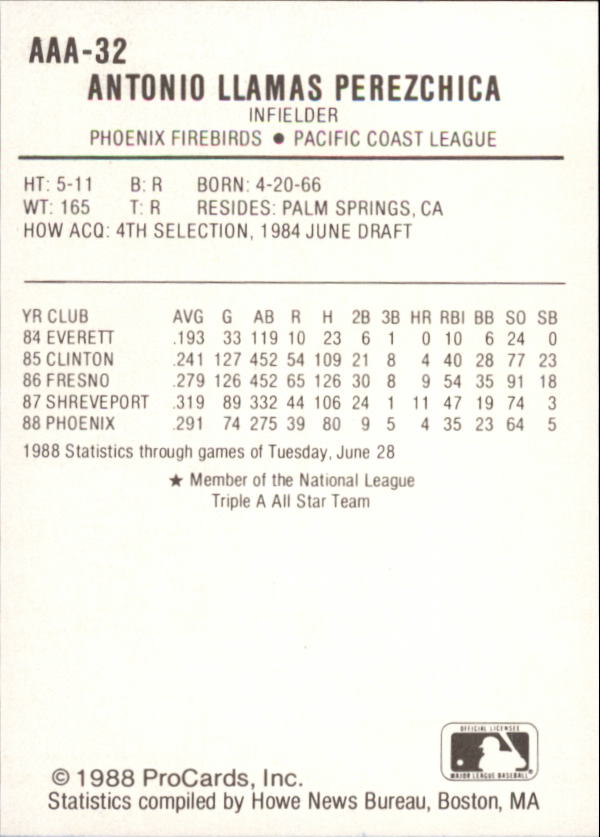 AAA-32
ANTONIO LLAMAS PEREZCHICA
INFIELDER
PHOENIX FIREBIRDS ● PACIFIC COAST LEAGUE
HT: 5-11 B: R BORN: 4-20-66
WT: 165 T: R RESIDES: PALM SPRINGS, CA
HOW ACQ: 4TH SELECTION, 1984 JUNE DRAFT
YR CLUB AVG G AB R H 2B 3B HR RBI BB SO SB
84 EVERETT .193 33 119 10 23 6 1 0 10 6 24 0
85 CLINTON .241 127 452 54 109 21 8 4 40 28 77 23
86 FRESNO .279 126 452 65 126 30 8 9 54 35 91 18
87 SHREVEPORT .319 89 332 44 106 24 1 11 47 19 74 3
88 PHOENIX .291 74 275 39 80 9 5 4 35 23 64 5
1988 Statistics through games of Tuesday, June 28
★ Member of the National League
Triple A All Star Team
OFFICIAL LICENSEE
MAJOR LEAGUE BASEBALL
© 1988 ProCards, Inc.
Statistics compiled by Howe News Bureau, Boston, MA